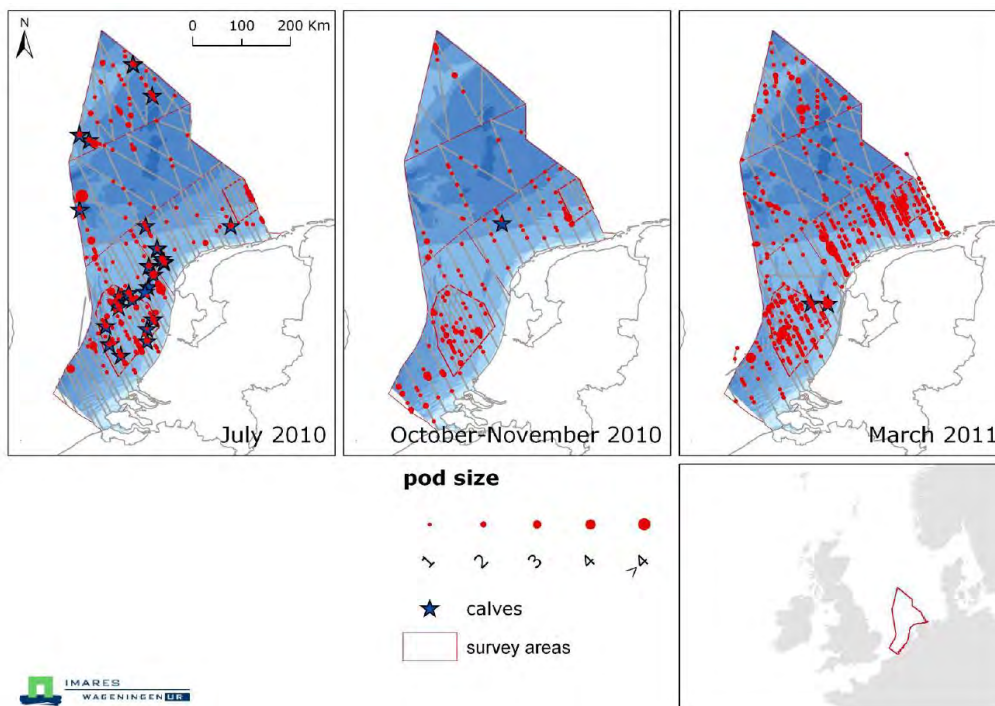 N
0 100 200 Km
July 2010
October-November 2010
March 2011
pod size
1
2
3
4
>4
calves
survey areas
IMARES
WAGENINGEN UR